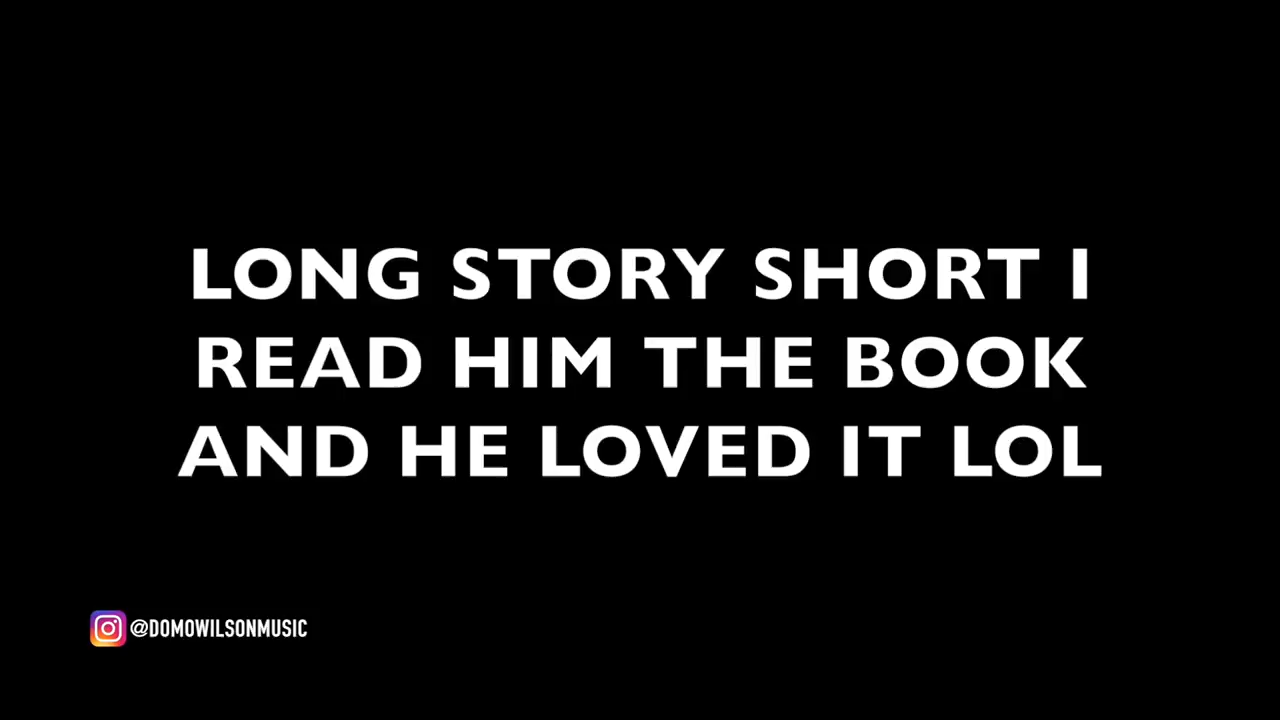 LONG STORY SHORT I
READ HIM THE BOOK
AND HE LOVED IT LOL
@DOMOWILSONMUSIC